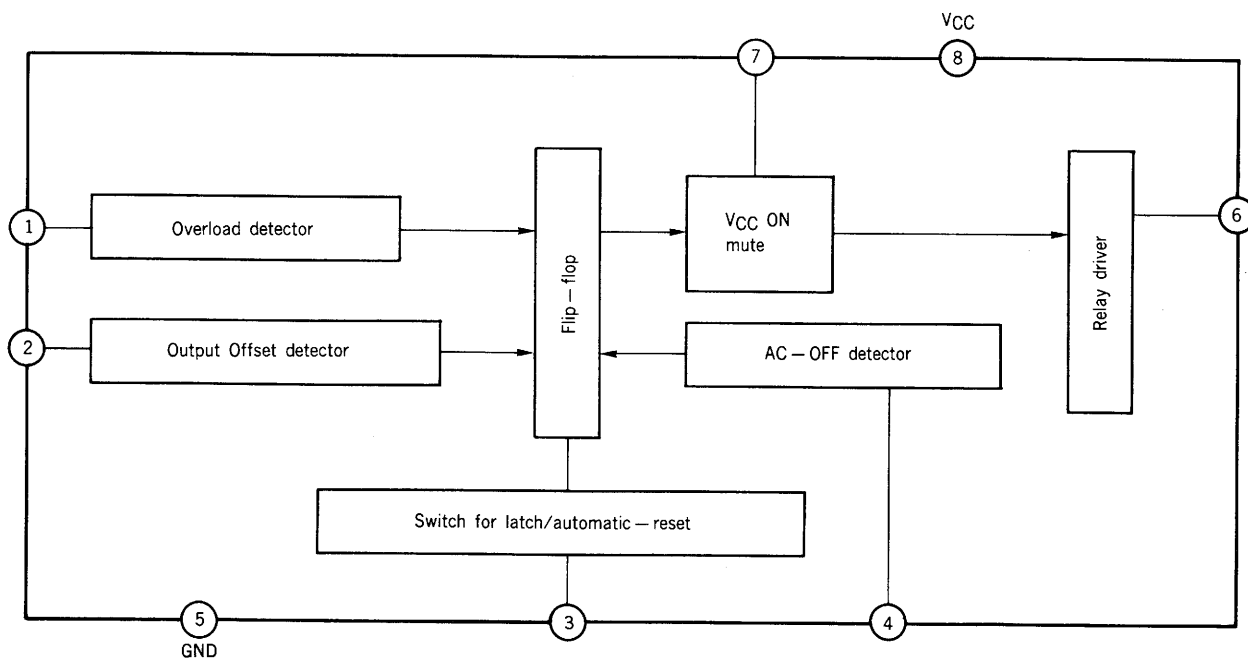 VCC
7
8
1
Overload detector
Flip–flop
VCC ON
mute
Relay driver
6
2
Output Offset detector
AC–OFF detector
Switch for latch/automatic–reset
5
GND
3
4